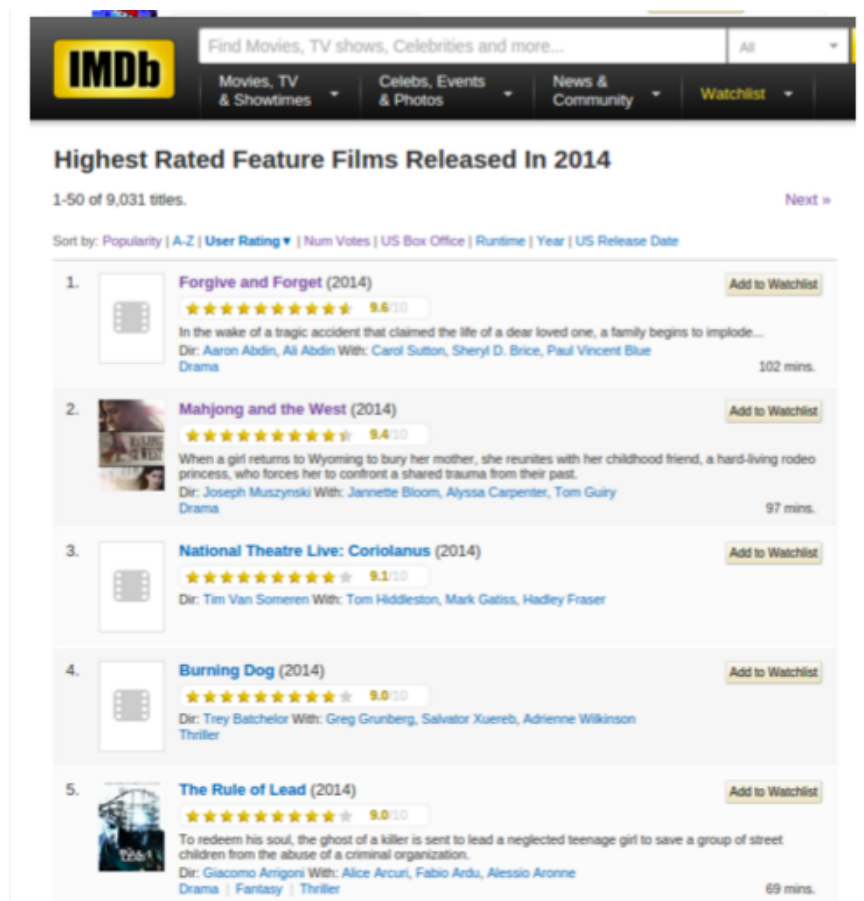 IMDb
Find Movies, TV shows, Celebrities and more...
All
Movies, TV
& Showtimes
Celebs, Events
& Photos
News &
Community
Watchlist
Highest Rated Feature Films Released In 2014
1-50 of 9,031 titles.
Next »
Sort by: Popularity | A-Z | User Rating▼ | Num Votes | US Box Office | Runtime | Year | US Release Date
1.
Forgive and Forget (2014)
Add to Watchlist
9.6/10
In the wake of a tragic accident that claimed the life of a dear loved one, a family begins to implode...
Dir: Aaron Abdin, Ali Abdin With: Carol Sutton, Sheryl D. Brice, Paul Vincent Blue
Drama
102 mins.
2.
Mahjong and the West (2014)
Add to Watchlist
9.4/10
When a girl returns to Wyoming to bury her mother, she reunites with her childhood friend, a hard-living rodeo
princess, who forces her to confront a shared trauma from their past.
Dir: Joseph Muszynski With: Jannette Bloom, Alyssa Carpenter, Tom Guiry
Drama
97 mins.
3.
National Theatre Live: Coriolanus (2014)
Add to Watchlist
9.1/10
Dir: Tim Van Someren With: Tom Hiddleston, Mark Gatiss, Hadley Fraser
4.
Burning Dog (2014)
Add to Watchlist
9.0/10
Dir: Trey Batchelor With: Greg Grunberg, Salvator Xuereb, Adrienne Wilkinson
Thriller
5.
The Rule of Lead (2014)
Add to Watchlist
9.0/10
To redeem his soul, the ghost of a killer is sent to lead a neglected teenage girl to save a group of street
children from the abuse of a criminal organization.
Dir: Giacomo Arrigoni With: Alice Arcuri, Fabio Ardu, Alessio Aronne
Drama | Fantasy | Thriller
69 mins.